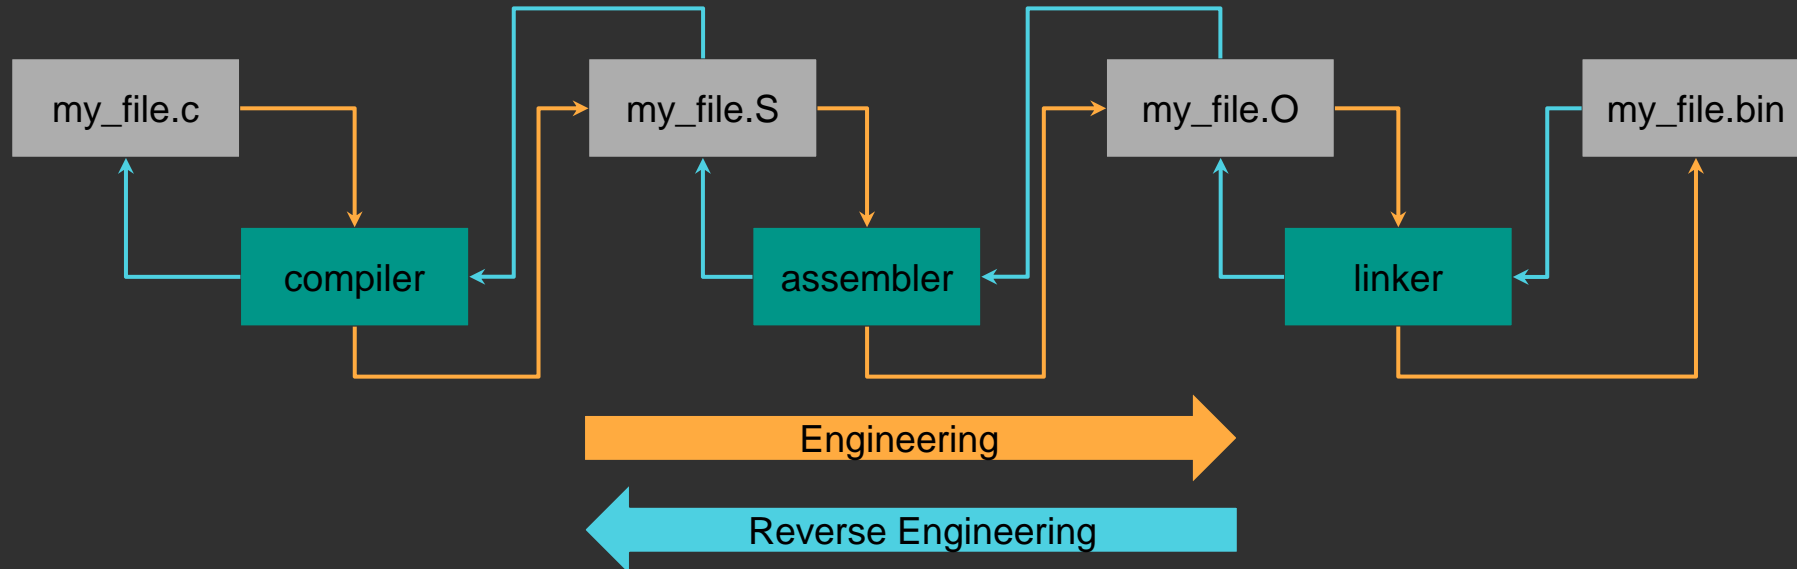 my_file.c
my_file.S
my_file.O
my_file.bin
compiler
assembler
linker
Engineering
Reverse Engineering